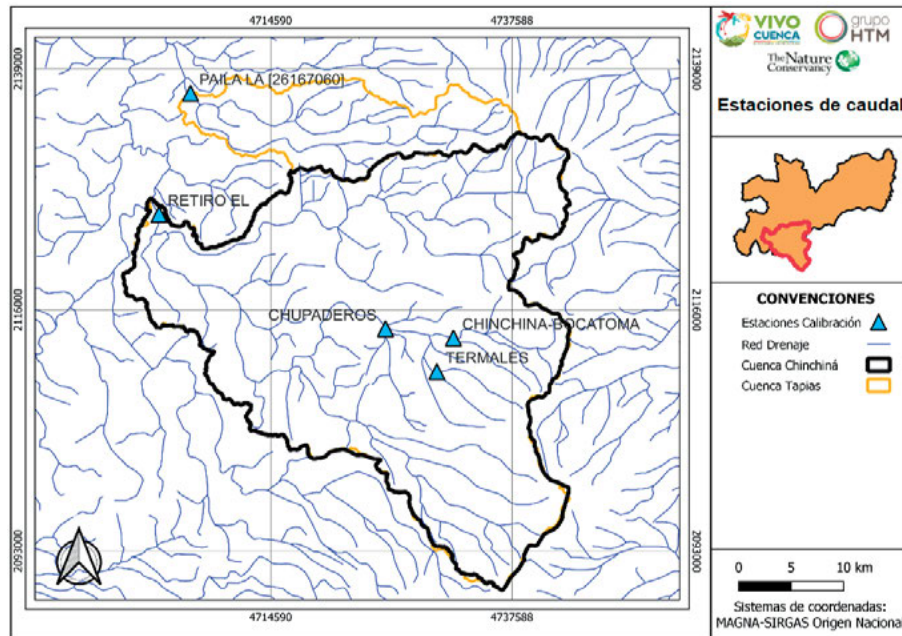 4714590
4737588
2139000
2139000
PAILA LA [26167060]
RETIRO EL
2116000
2116000
CHUPADEROS
CHINCHINA-BOCATOMA
TERMALES
2093000
2093000
4714590
4737588
VIVO
CUENCA
grupo
HTM
The Nature
Conservancy
Estaciones de caudal
CONVENCIONES
Estaciones Calibración
Red Drenaje
Cuenca Chinchiná
Cuenca Tapias
0 5 10 km
Sistemas de coordenadas:
MAGNA-SIRGAS Origen Nacional